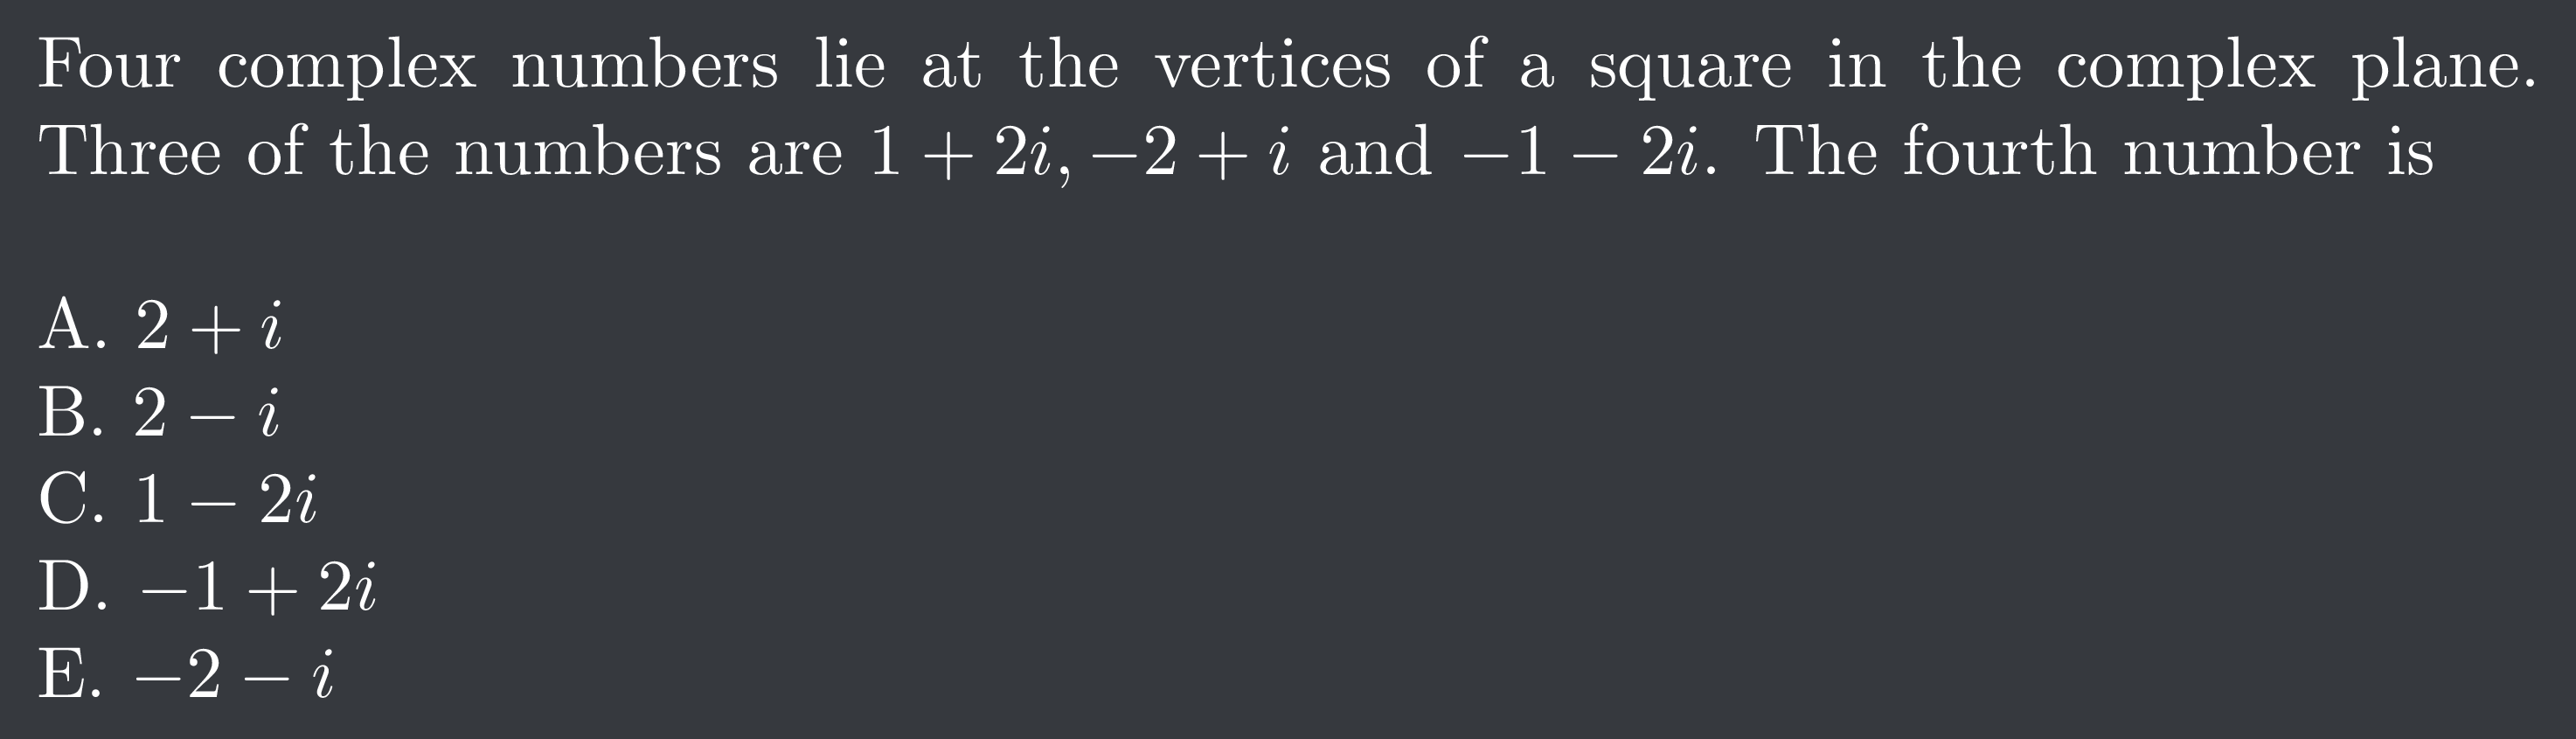 Four complex numbers lie at the vertices of a square in the complex plane.
Three of the numbers are 1 + 2i, −2 + i and −1 − 2i. The fourth number is
A. 2 + i
B. 2 − i
C. 1 − 2i
D. −1 + 2i
E. −2 − i